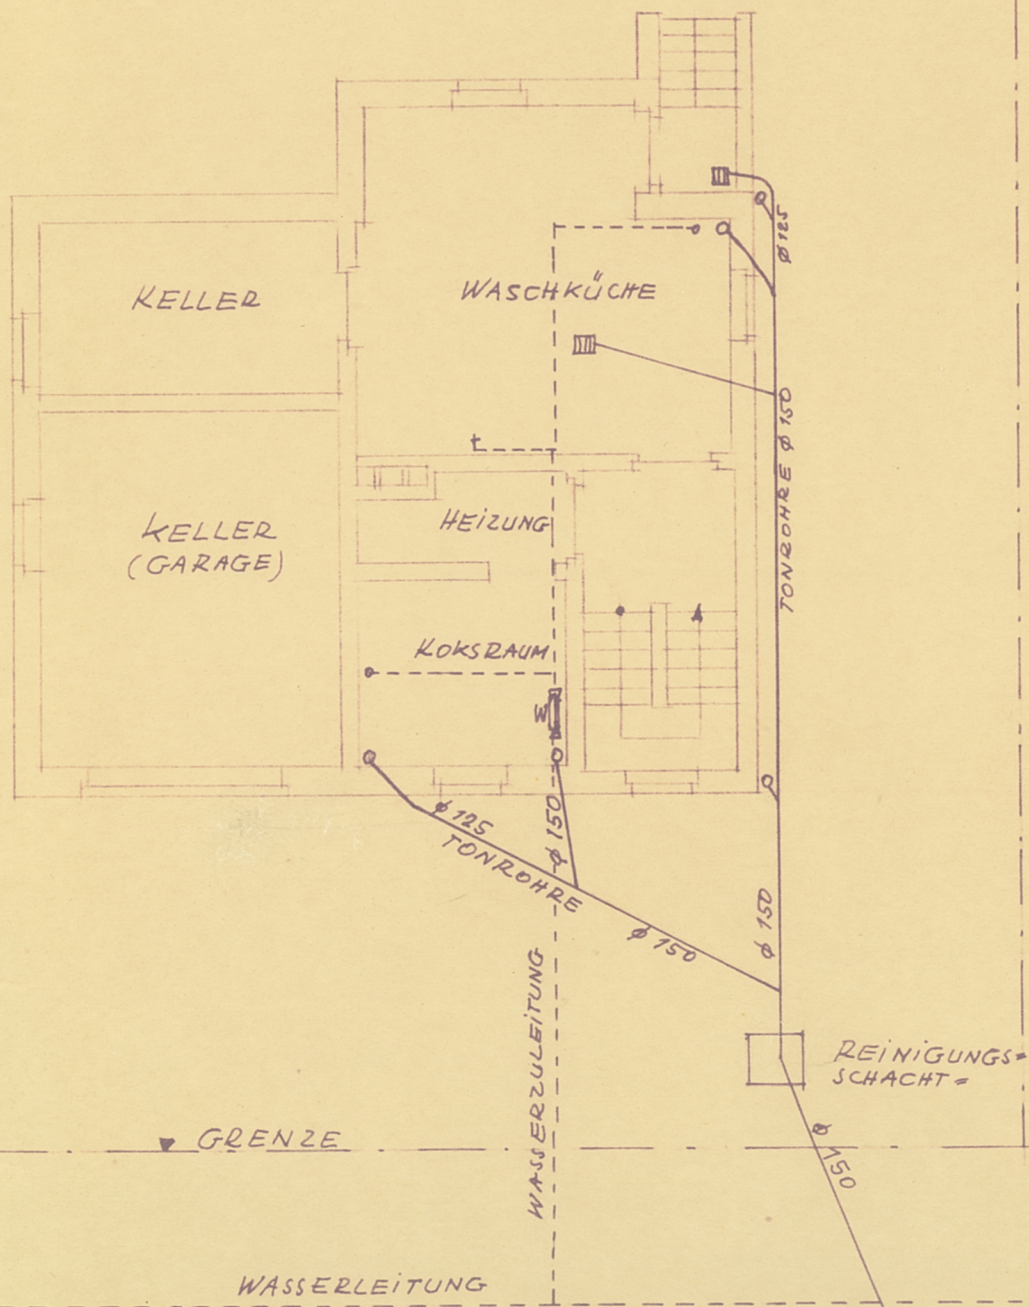 KELLER
WASCHKÜCHE
Φ 125
TONROHRE Φ 150
KELLER
(GARAGE)
HEIZUNG
KOKSRAUM
W
Φ 125
TONROHRE
Φ 150
Φ 150
Φ 150
WASSERZULEITUNG
REINIGUNGS=
SCHACHT =
GRENZE
Φ 150
WASSERLEITUNG